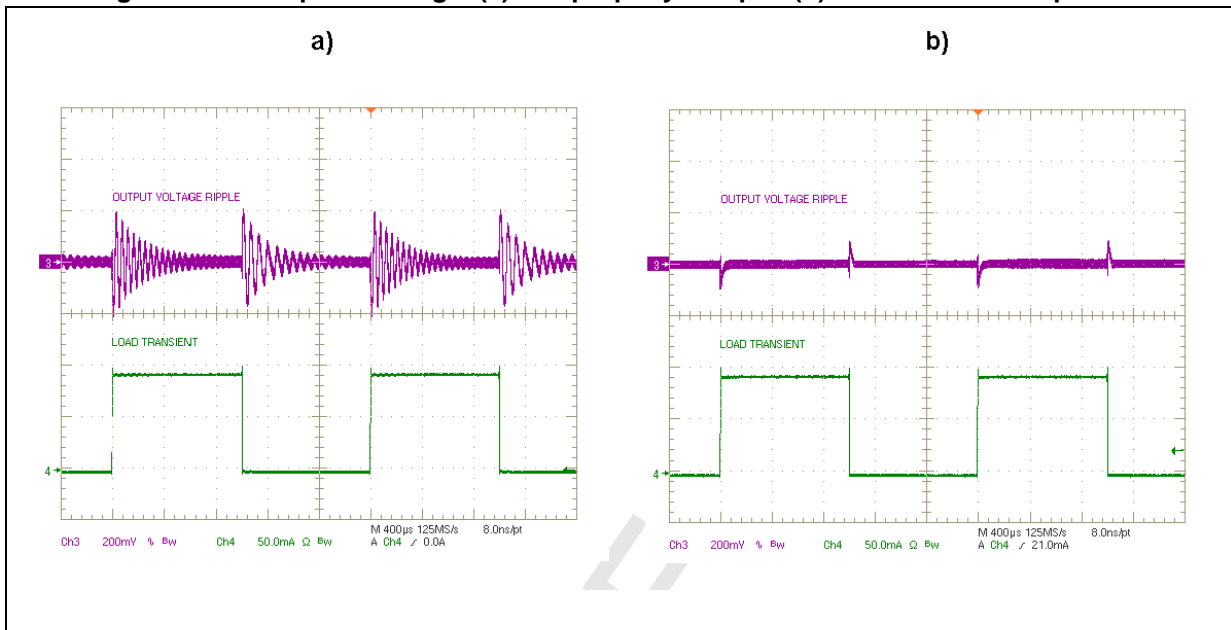 a)
b)
OUTPUT VOLTAGE RIPPLE
3
LOAD TRANSIENT
4
M 400µs 125MS/s 8.0ns/pt
Ch3 200mV % Bw Ch4 50.0mA Ω Bw A Ch4 ∫ 0.0A
OUTPUT VOLTAGE RIPPLE
3
LOAD TRANSIENT
4
M 400µs 125MS/s 8.0ns/pt
Ch3 200mV % Bw Ch4 50.0mA Ω Bw A Ch4 ∫ 21.0mA